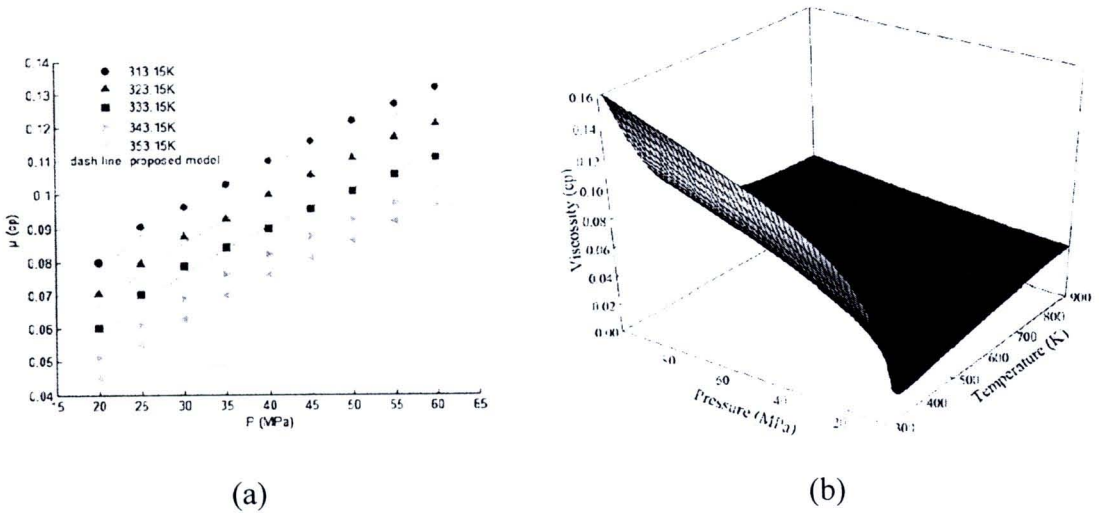 0.14
0.13
0.12
0.11
0.1
0.09
0.08
0.07
0.06
0.05
0.04
μ (cp)
313.15K
323.15K
333.15K
343.15K
353.15K
dash line proposed model
15 20 25 30 35 40 45 50 55 60 65
P (MPa)
(a)
0.16
0.14
0.12
0.10
0.08
0.06
0.04
0.02
0.00
Viscossity (cp)
60 40 20
Pressure (MPa)
300 400 500 600 700 800 900
Temperature (K)
(b)